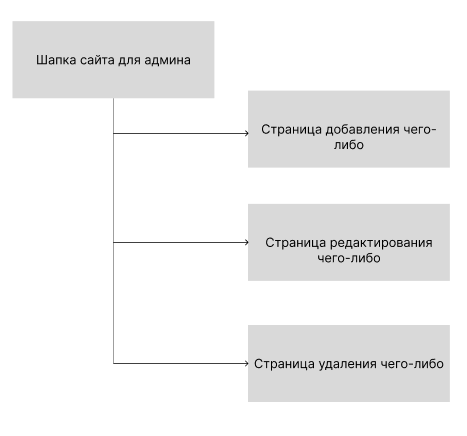 Шапка сайта для админа
Страница добавления чего-
либо
Страница редактирования
чего-либо
Страница удаления чего-либо